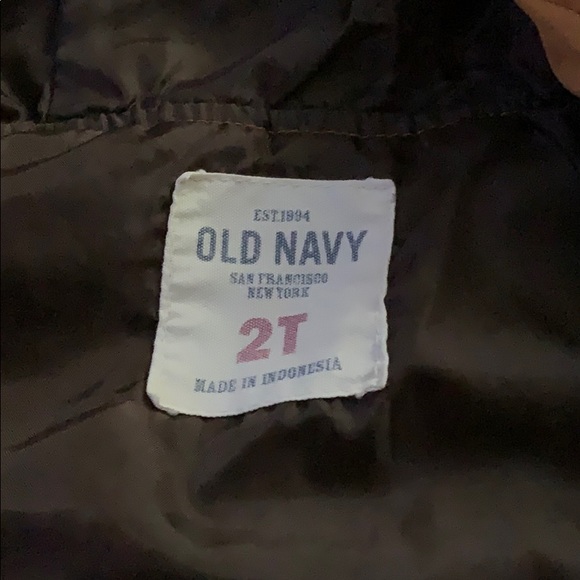 EST.1994
OLD NAVY
SAN FRANCISCO
NEW YORK
2T
MADE IN INDONESIA